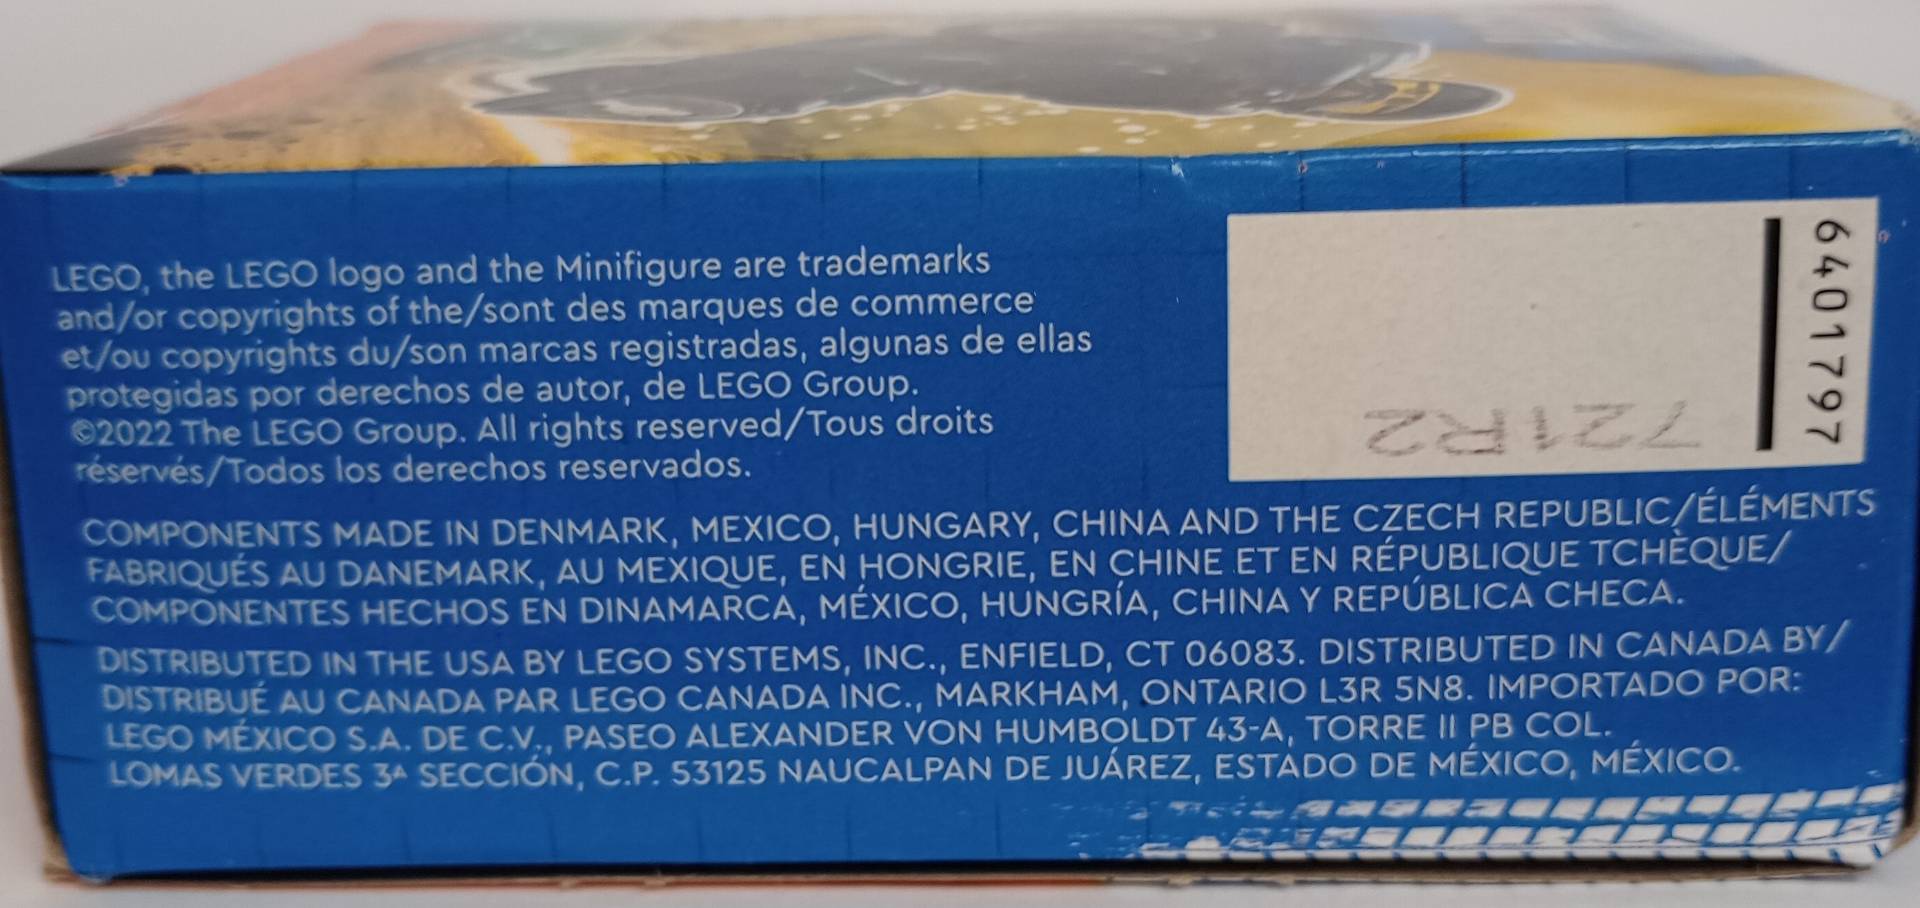 LEGO, the LEGO logo and the Minifigure are trademarks
and/or copyrights of the/sont des marques de commerce
et/ou copyrights du/son marcas registradas, algunas de ellas
protegidas por derechos de autor, de LEGO Group.
©2022 The LEGO Group. All rights reserved/Tous droits
réservés/Todos los derechos reservados.
6401797
721R2
COMPONENTS MADE IN DENMARK, MEXICO, HUNGARY, CHINA AND THE CZECH REPUBLIC/ÉLÉMENTS
FABRIQUÉS AU DANEMARK, AU MEXIQUE, EN HONGRIE, EN CHINE ET EN RÉPUBLIQUE TCHÈQUE/
COMPONENTES HECHOS EN DINAMARCA, MÉXICO, HUNGRÍA, CHINA Y REPÚBLICA CHECA.
DISTRIBUTED IN THE USA BY LEGO SYSTEMS, INC., ENFIELD, CT 06083. DISTRIBUTED IN CANADA BY/
DISTRIBUÉ AU CANADA PAR LEGO CANADA INC., MARKHAM, ONTARIO L3R 5N8. IMPORTADO POR:
LEGO MÉXICO S.A. DE C.V., PASEO ALEXANDER VON HUMBOLDT 43-A, TORRE II PB COL.
LOMAS VERDES 3ᴬ SECCIÓN, C.P. 53125 NAUCALPAN DE JUÁREZ, ESTADO DE MÉXICO, MÉXICO.